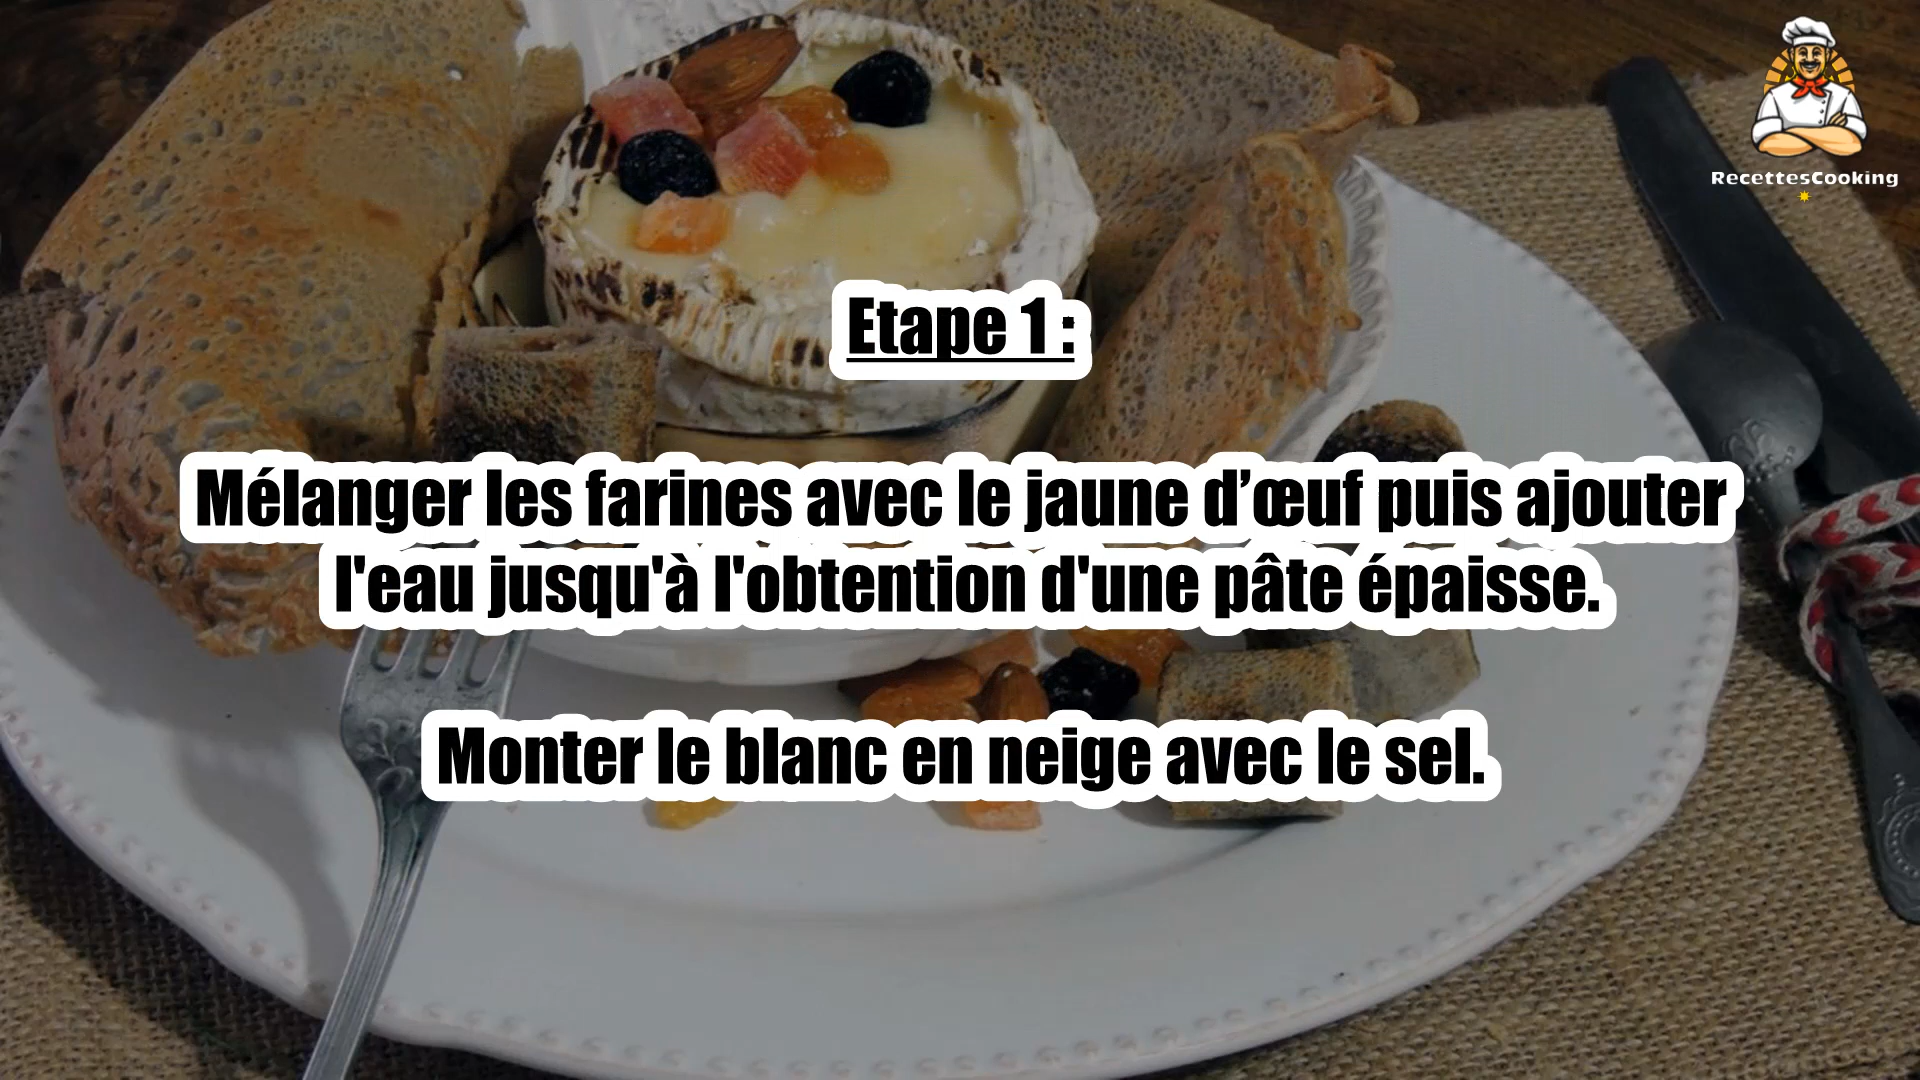 RecettesCooking
Etape 1 :
Mélanger les farines avec le jaune d’œuf puis ajouter
l'eau jusqu'à l'obtention d'une pâte épaisse.
Monter le blanc en neige avec le sel.